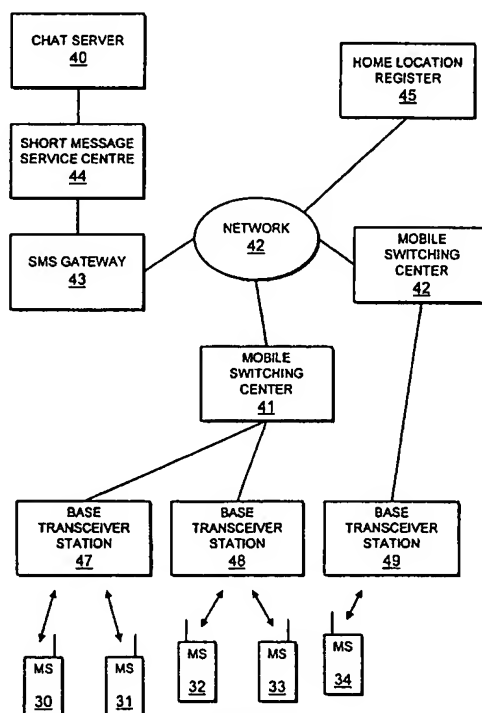 CHAT SERVER
40
HOME LOCATION
REGISTER
45
SHORT MESSAGE
SERVICE CENTRE
44
NETWORK
42
SMS GATEWAY
43
MOBILE
SWITCHING
CENTER
42
MOBILE
SWITCHING
CENTER
41
BASE
TRANSCEIVER
STATION
47
BASE
TRANSCEIVER
STATION
48
BASE
TRANSCEIVER
STATION
49
MS
30
MS
31
MS
32
MS
33
MS
34